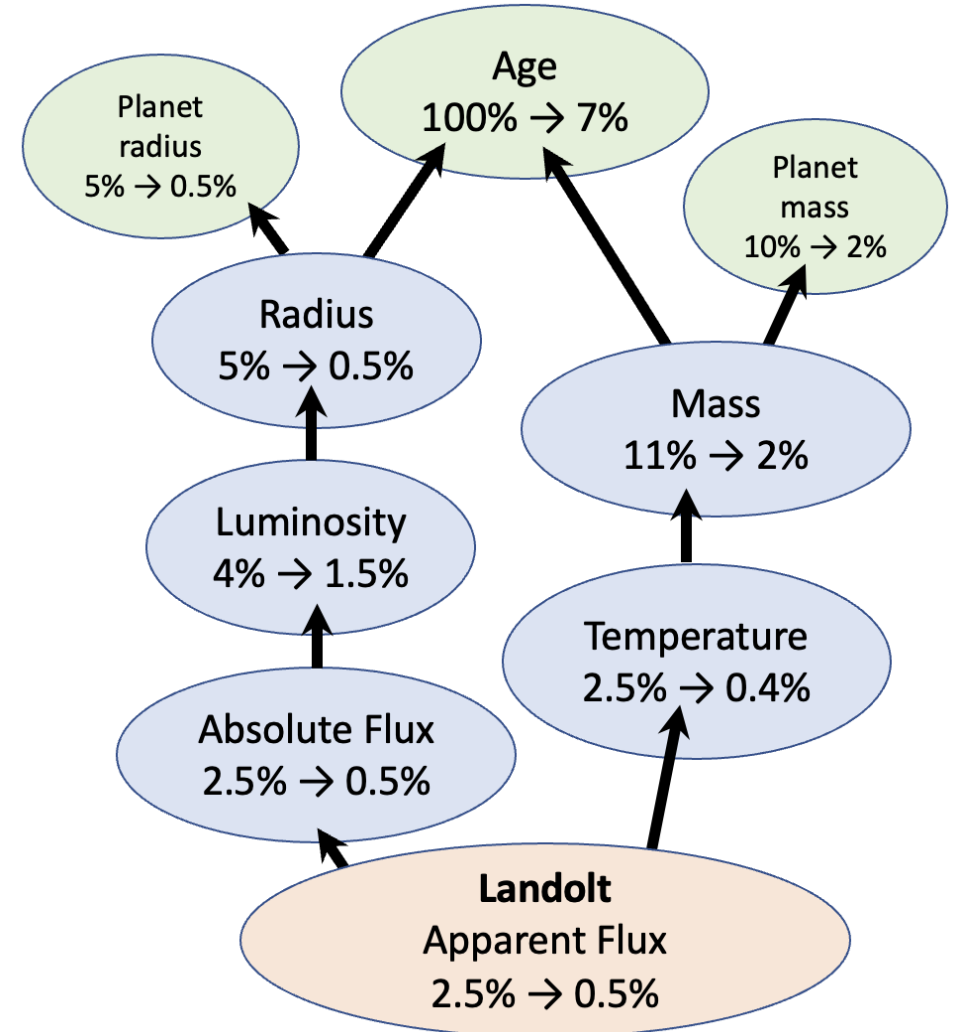 Age
100% → 7%
Planet
radius
5% → 0.5%
Planet
mass
10% → 2%
Radius
5% → 0.5%
Mass
11% → 2%
Luminosity
4% → 1.5%
Temperature
2.5% → 0.4%
Absolute Flux
2.5% → 0.5%
Landolt
Apparent Flux
2.5% → 0.5%